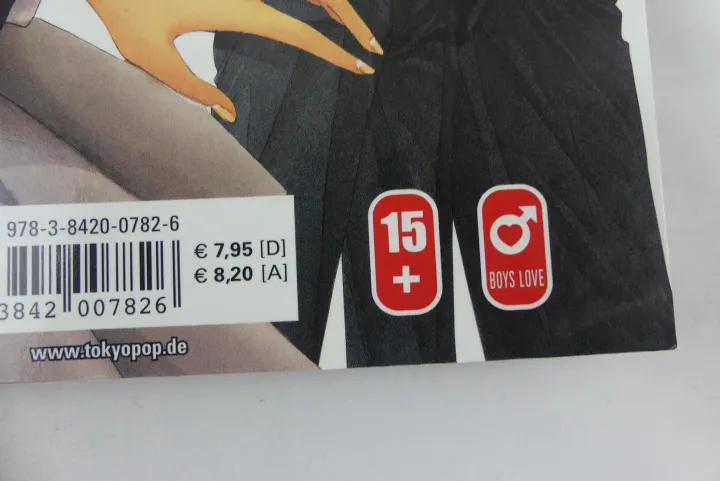 978-3-8420-0782-6
€ 7,95 [D]
€ 8,20 [A]
3842 007826
www.tokyopop.de
15
+
BOYS LOVE